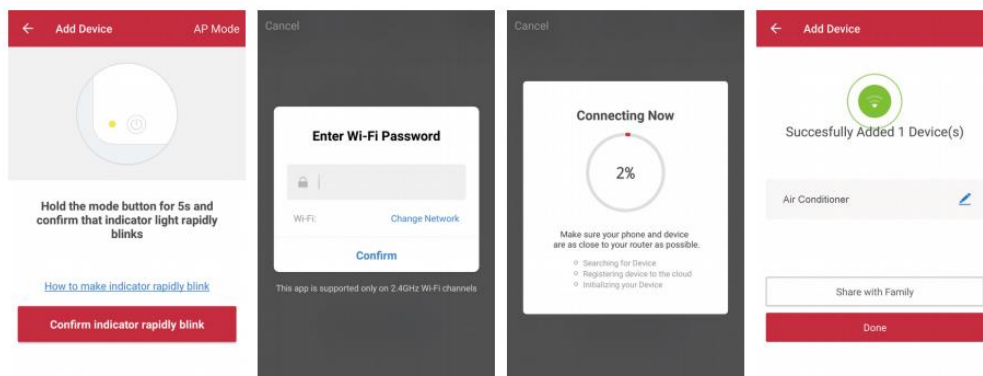 Add Device
AP Mode
Hold the mode button for 5s and
confirm that indicator light rapidly
blinks
How to make indicator rapidly blink
Confirm indicator rapidly blink
Cancel
Enter Wi-Fi Password
Wi-Fi:
Change Network
Confirm
This app is supported only on 2.4GHz Wi-Fi channels
Cancel
Connecting Now
2%
Make sure your phone and device
are as close to your router as possible.
Searching for Device
Registering device to the cloud
Initializing your Device
Add Device
Succesfully Added 1 Device(s)
Air Conditioner
Share with Family
Done